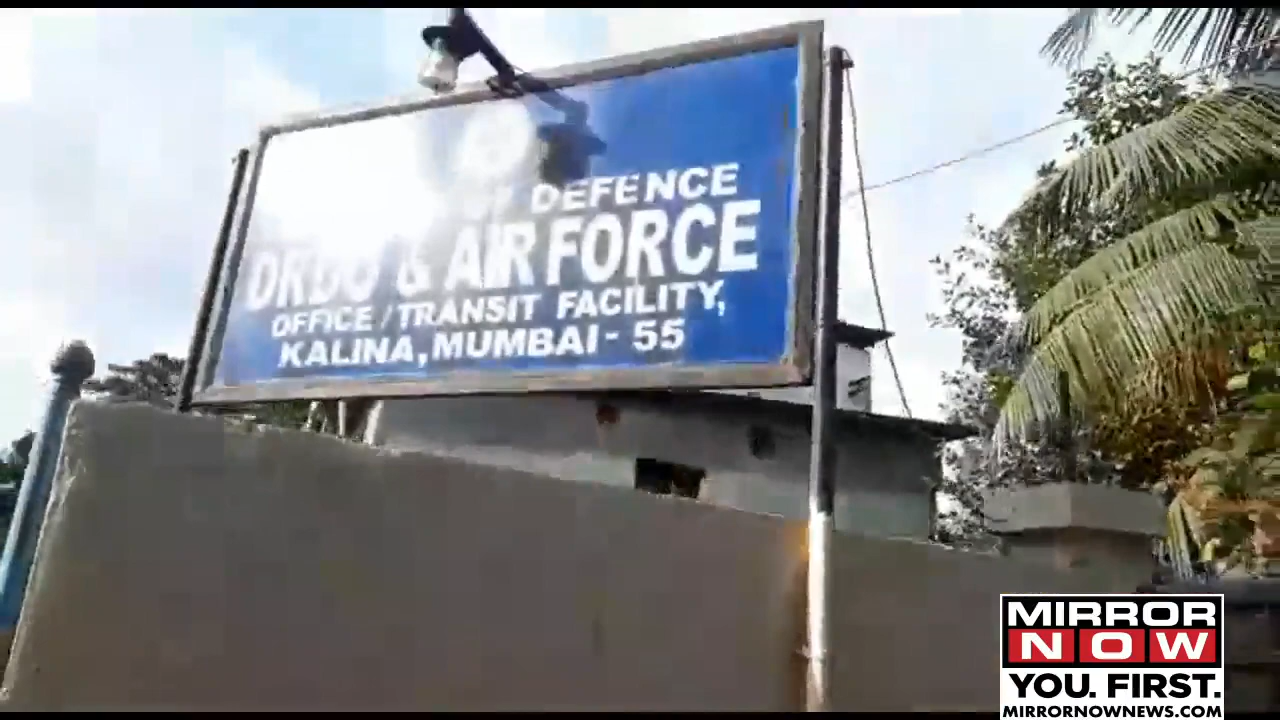 DEFENCE
DRDO & AIR FORCE
OFFICE/TRANSIT FACILITY,
KALINA, MUMBAI - 55
MIRROR
NOW
YOU. FIRST.
MIRRORNOWNEWS.COM